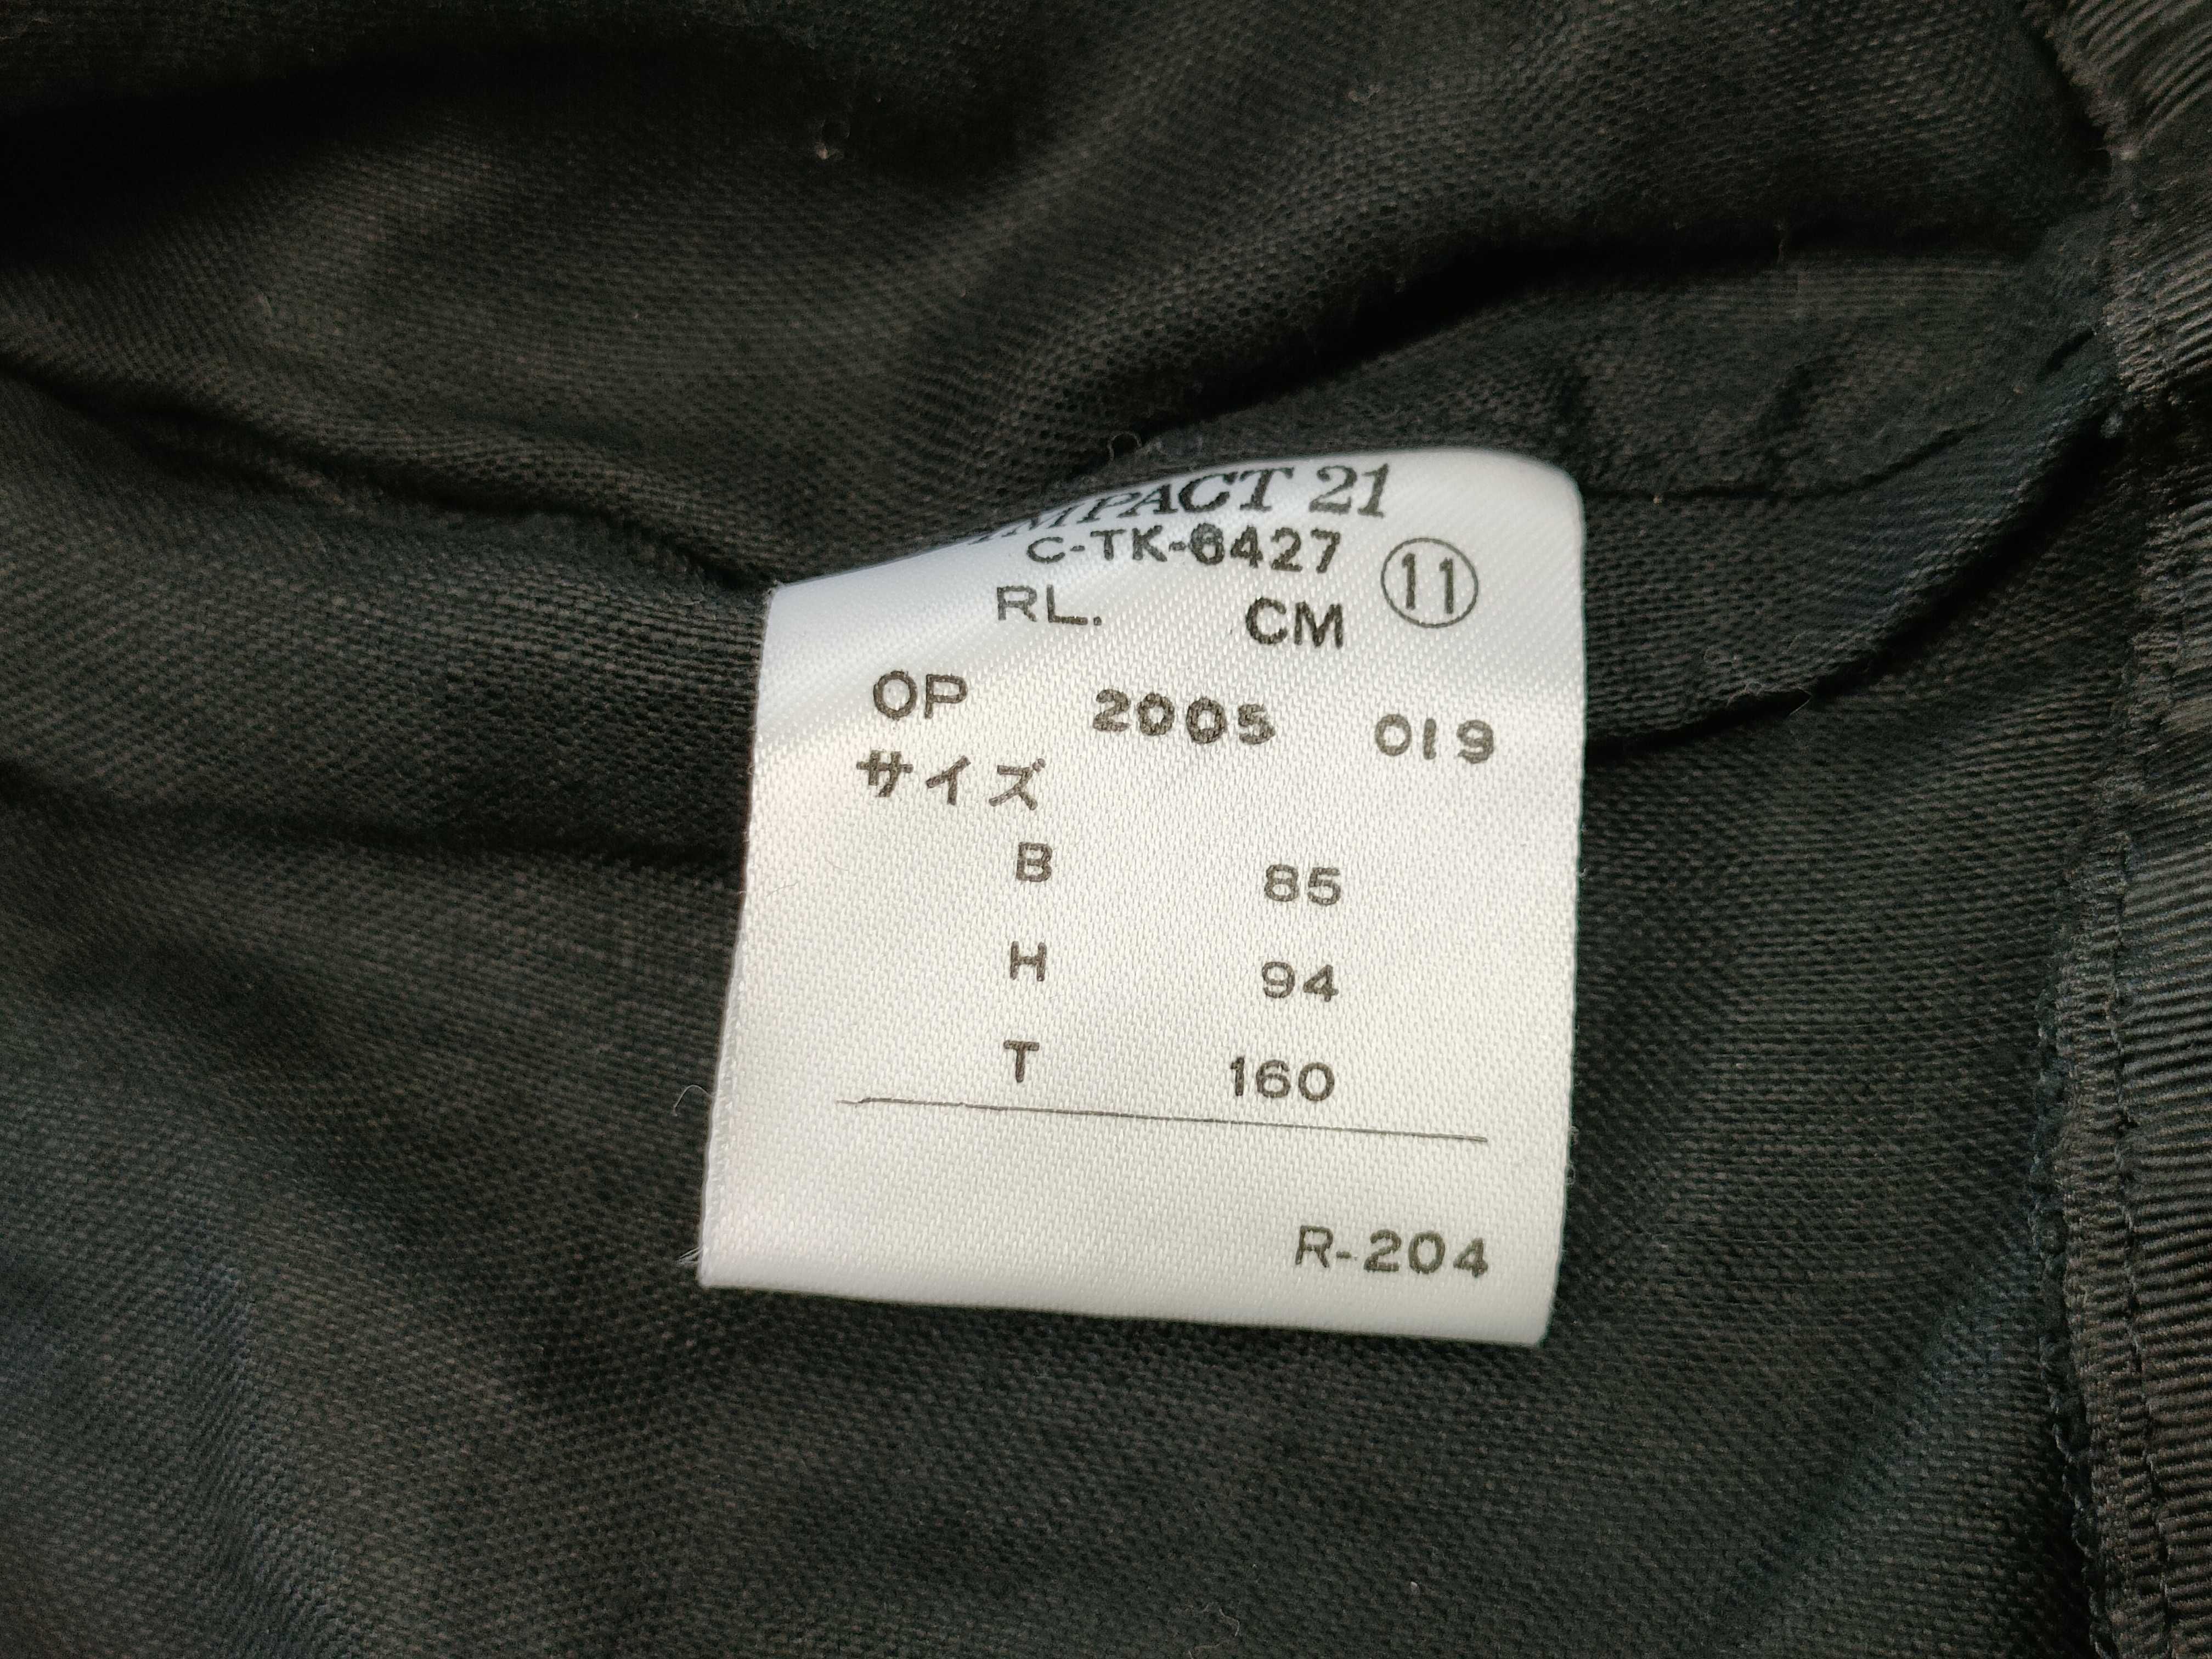 IMPACT 21
C-TK-6427 ⑪
RL. CM
OP 2005 019
サイズ
B 85
H 94
T 160
R-204